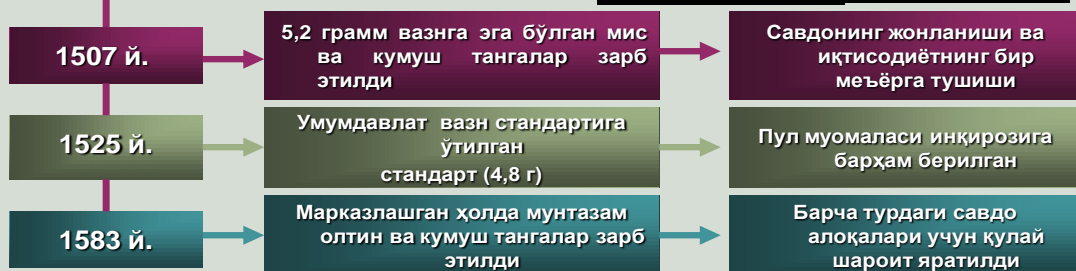 1507 й.
5,2 грамм вазнга эга бўлган мис
ва кумуш тангалар зарб
этилди
Савдонинг жонланиши ва
иқтисодиётнинг бир
меъёрга тушиши
1525 й.
Умумдавлат вазн стандартига
ўтилган
стандарт (4,8 г)
Пул муомаласи инқирозига
барҳам берилган
1583 й.
Марказлашган ҳолда мунтазам
олтин ва кумуш тангалар зарб
этилди
Барча турдаги савдо
алоқалари учун қулай
шароит яратилди